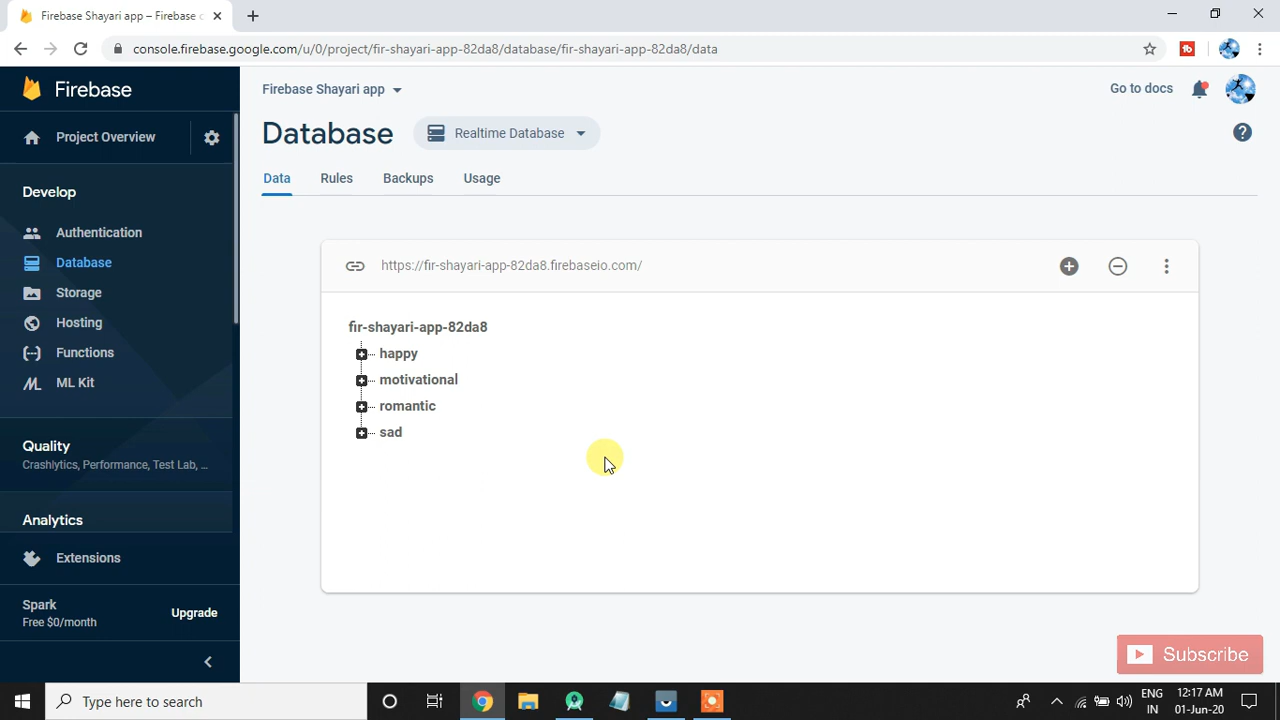 Firebase Shayari app – Firebase c
console.firebase.google.com/u/0/project/fir-shayari-app-82da8/database/fir-shayari-app-82da8/data
Firebase
Firebase Shayari app
Go to docs
Project Overview
Database
Realtime Database
Data
Rules
Backups
Usage
Develop
Authentication
Database
Storage
Hosting
Functions
ML Kit
Quality
Crashlytics, Performance, Test Lab, ...
Analytics
Extensions
Spark
Free $0/month
Upgrade
https://fir-shayari-app-82da8.firebaseio.com/
fir-shayari-app-82da8
happy
motivational
romantic
sad
Subscribe
Type here to search
ENG
IN
12:17 AM
01-Jun-20